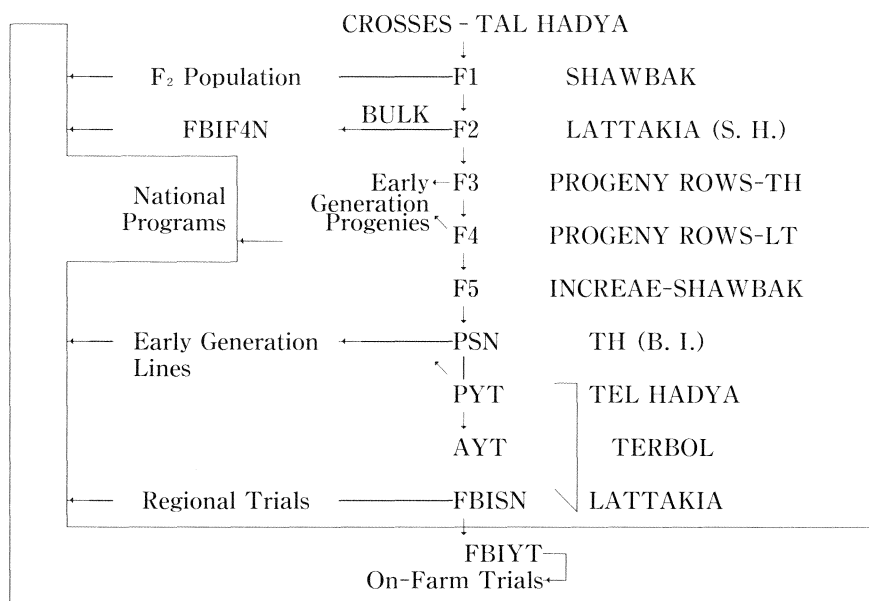 CROSSES - TAL HADYA
F₂ Population F1 SHAWBAK
FBIF4N BULK F2 LATTAKIA (S. H.)
National Programs
Early Generation Progenies
F3 PROGENY ROWS-TH
F4 PROGENY ROWS-LT
F5 INCREAE-SHAWBAK
Early Generation Lines
PSN TH (B. I.)
PYT TEL HADYA
AYT TERBOL
Regional Trials FBISN LATTAKIA
FBIYT
On-Farm Trials